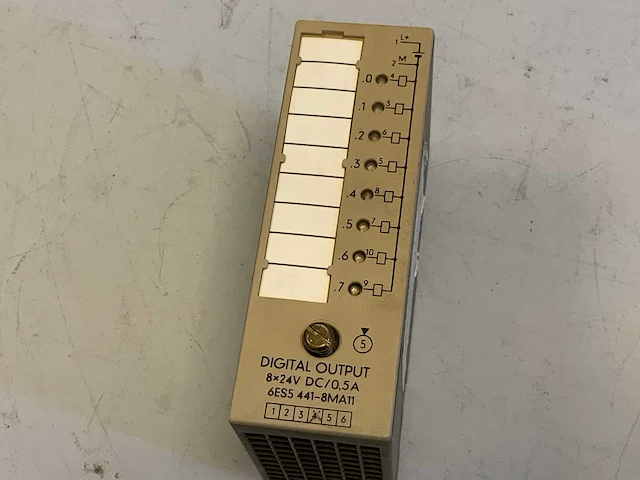 1 L+
2 M
.0 4
.1 3
.2 6
.3 5
.4 8
.5 7
.6 10
.7 9
5
DIGITAL OUTPUT
8×24V DC/0,5A
6ES5 441-8MA11
1 2 3 4 5 6